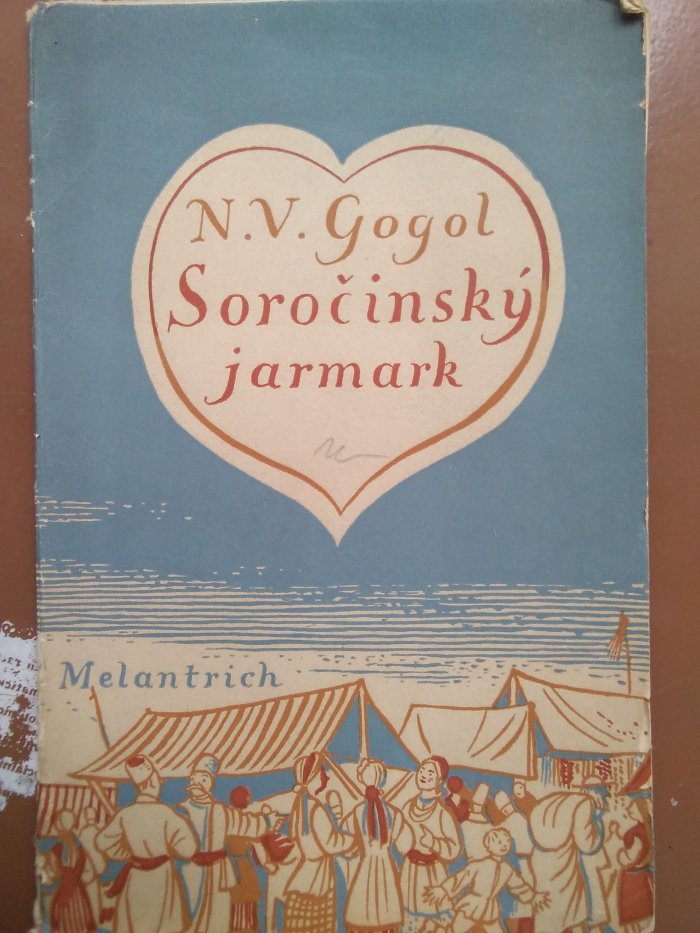 N.V. Gogol
Soročinský
jarmark
Melantrich